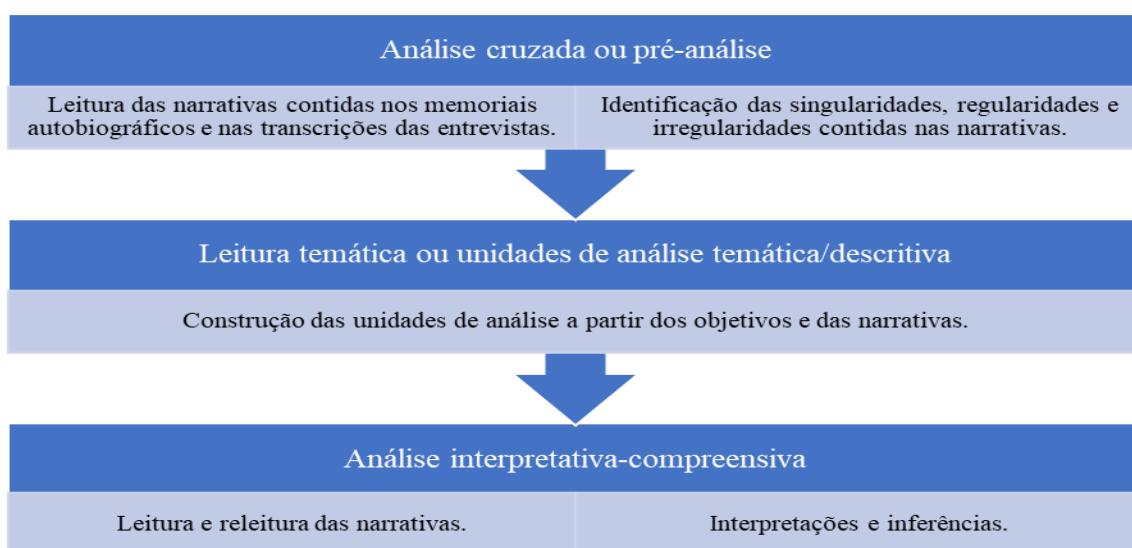 Análise cruzada ou pré-análise
Leitura das narrativas contidas nos memoriais
autobiográficos e nas transcrições das entrevistas.
Identificação das singularidades, regularidades e
irregularidades contidas nas narrativas.
Leitura temática ou unidades de análise temática/descritiva
Construção das unidades de análise a partir dos objetivos e das narrativas.
Análise interpretativa-compreensiva
Leitura e releitura das narrativas.
Interpretações e inferências.